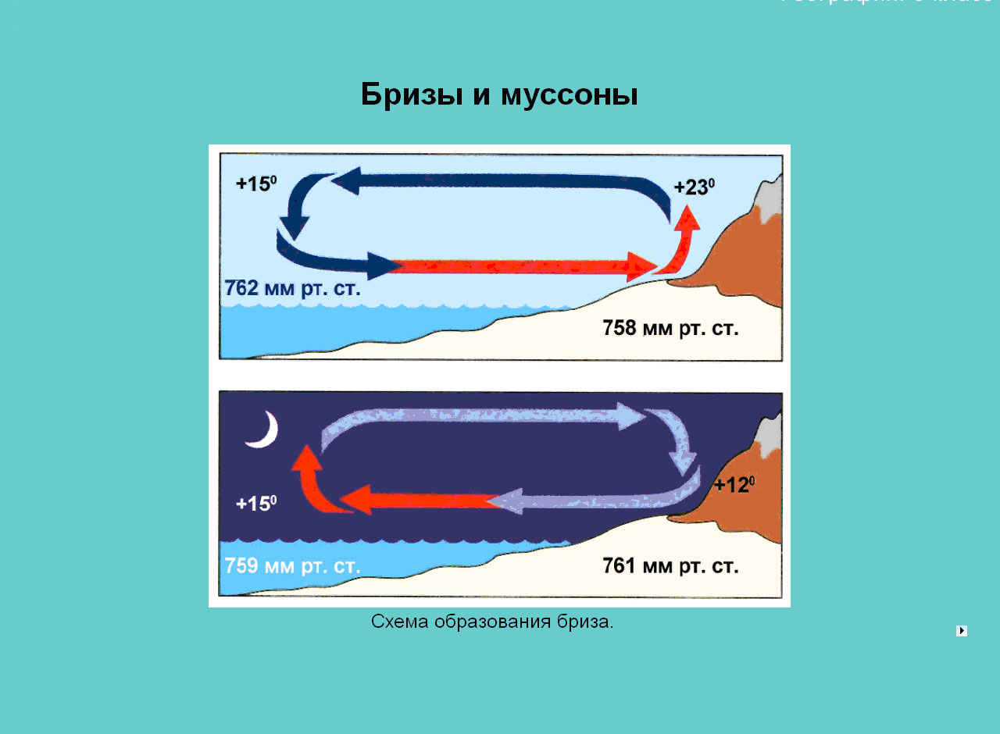 Бризы и муссоны
+15⁰
+23⁰
762 мм рт. ст.
758 мм рт. ст.
+15⁰
+12⁰
759 мм рт. ст.
761 мм рт. ст.
Схема образования бриза.